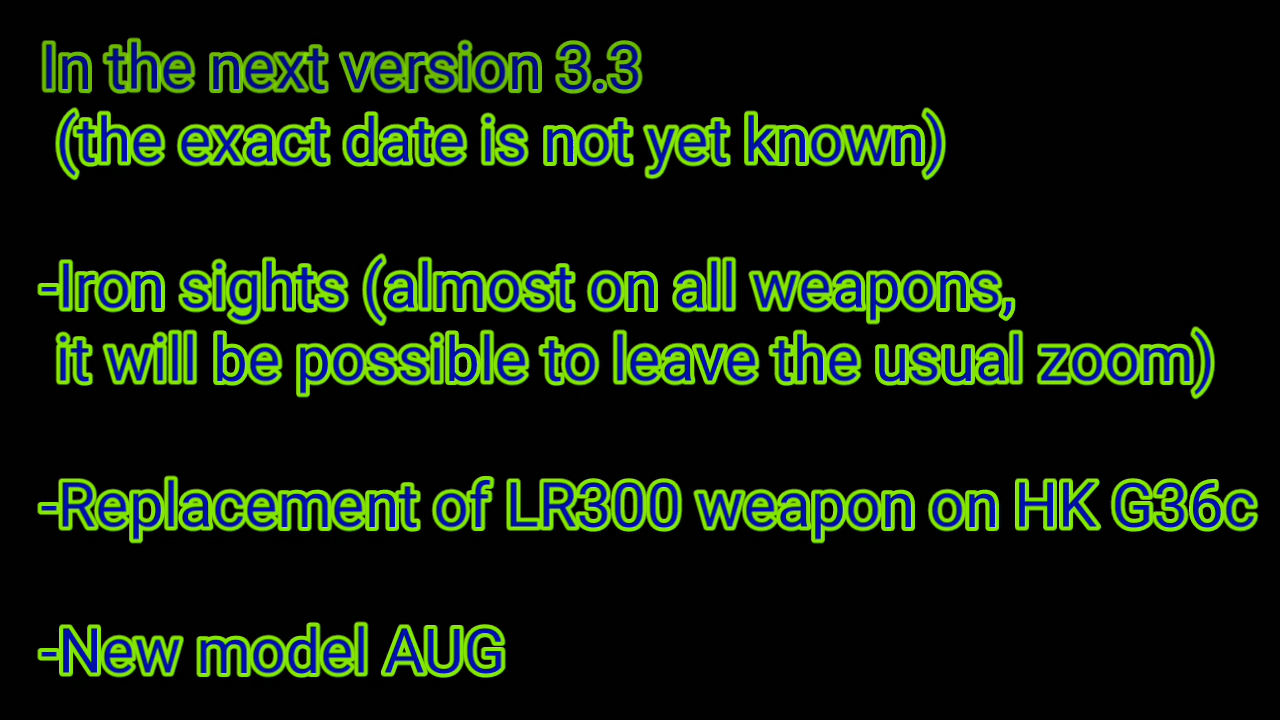 In the next version 3.3
(the exact date is not yet known)
-Iron sights (almost on all weapons,
it will be possible to leave the usual zoom)
-Replacement of LR300 weapon on HK G36c
-New model AUG